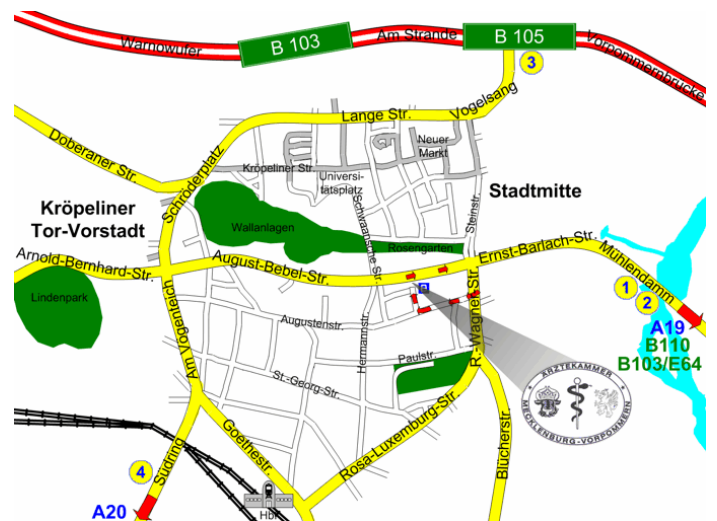 Warnowufer
B 103
Am Strande
B 105
Vorpommernbrücke
3
Vogelsang
Lange Str.
Doberaner Str.
Schröderplatz
Neuer
Markt
Kröpeliner Str.
Universi-
tätsplatz
Schwaansche Str.
Steinstr.
Stadtmitte
Kröpeliner
Tor-Vorstadt
Wallanlagen
Rosengarten
Arnold-Bernhard-Str.
August-Bebel-Str.
Ernst-Barlach-Str.
Mühlendamm
1
2
A19
B110
B103/E64
Lindenpark
Am Vögenteich
Augustenstr.
Hermannstr.
R.-Wagner-Str.
P
Paulstr.
St.-Georg-Str.
ÄRZTEKAMMER
MECKLENBURG-VORPOMMERN
Rosa-Luxemburg-Str.
Blücherstr.
Goethestr.
Südring
4
A20
Hbf